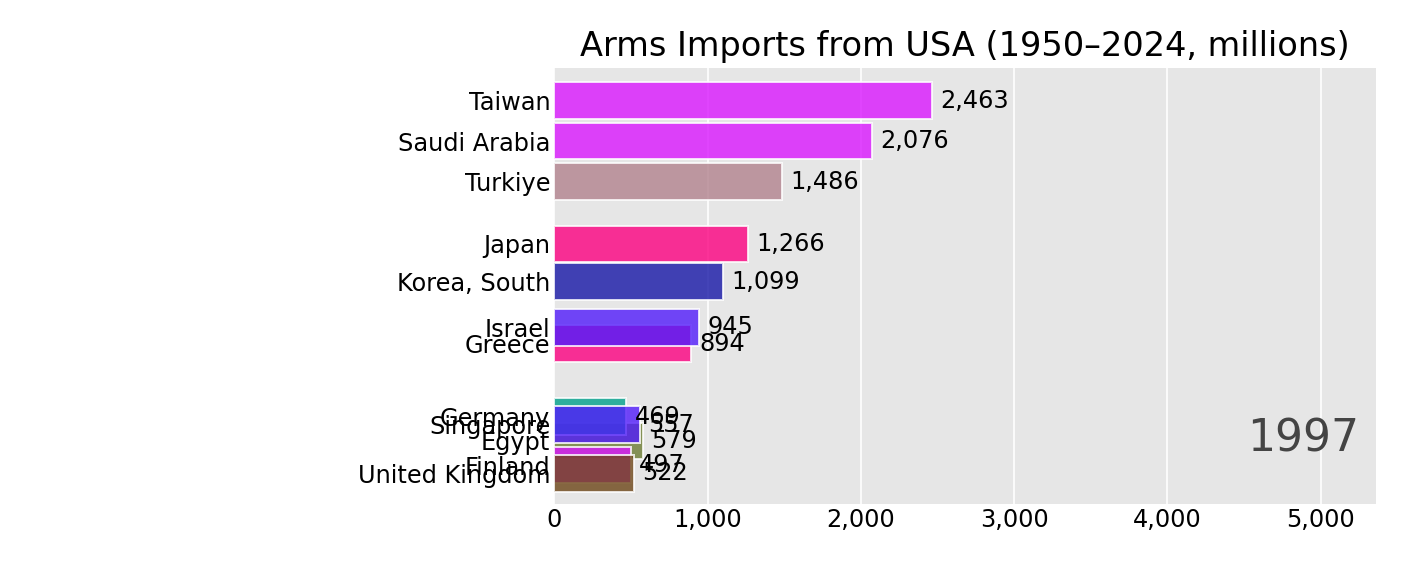 Arms Imports from USA (1950–2024, millions)
Taiwan 2,463
Saudi Arabia 2,076
Turkiye 1,486
Japan 1,266
Korea, South 1,099
Israel 945
Greece 894
Germany 469
Singapore 557
Egypt 579
1997
Finland 497
United Kingdom 522
0 1,000 2,000 3,000 4,000 5,000